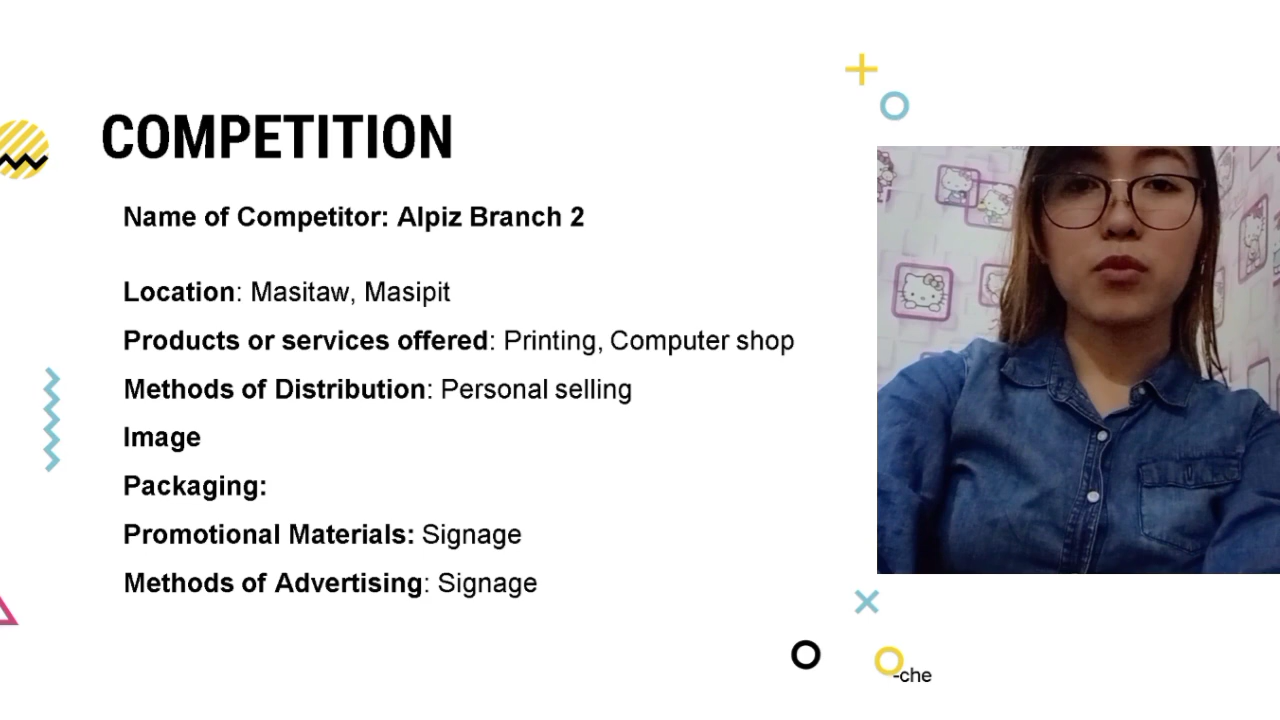 COMPETITION
Name of Competitor: Alpiz Branch 2
Location: Masitaw, Masipit
Products or services offered: Printing, Computer shop
Methods of Distribution: Personal selling
Image
Packaging:
Promotional Materials: Signage
Methods of Advertising: Signage
-che